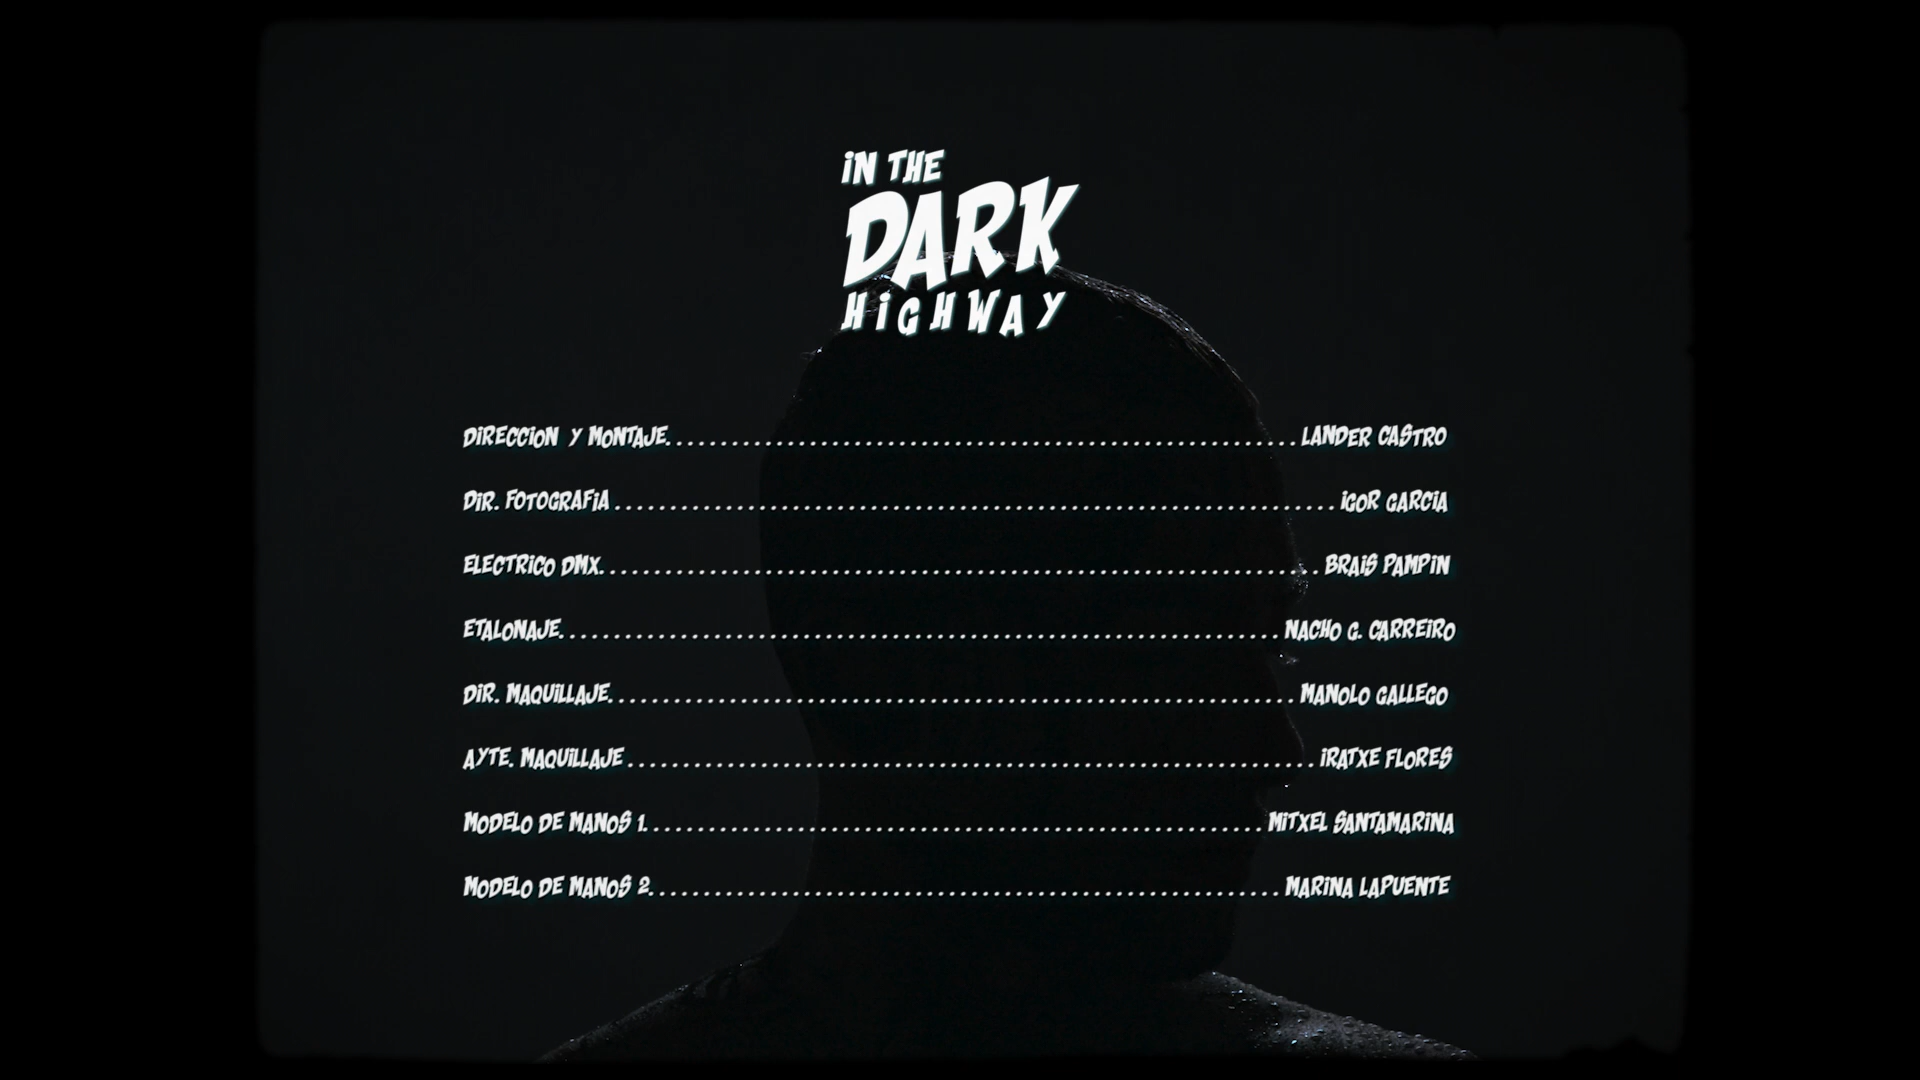 iN THE
DARK
HiGHWAY
DiRECCiON Y MONTAJE..........LANDER CASTRO
DiR. FOTOGRAFiA..........iGOR GARCiA
ELECTRiCO DMX..........BRAiS PAMPiN
ETALONAJE..........NACHO G. CARREiRO
DiR. MAQUiLLAJE..........MANOLO GALLEGO
AYTE. MAQUiLLAJE..........iRATXE FLORES
MODELO DE MANOS 1..........MiTXEL SANTAMARiNA
MODELO DE MANOS 2..........MARiNA LAPUENTE